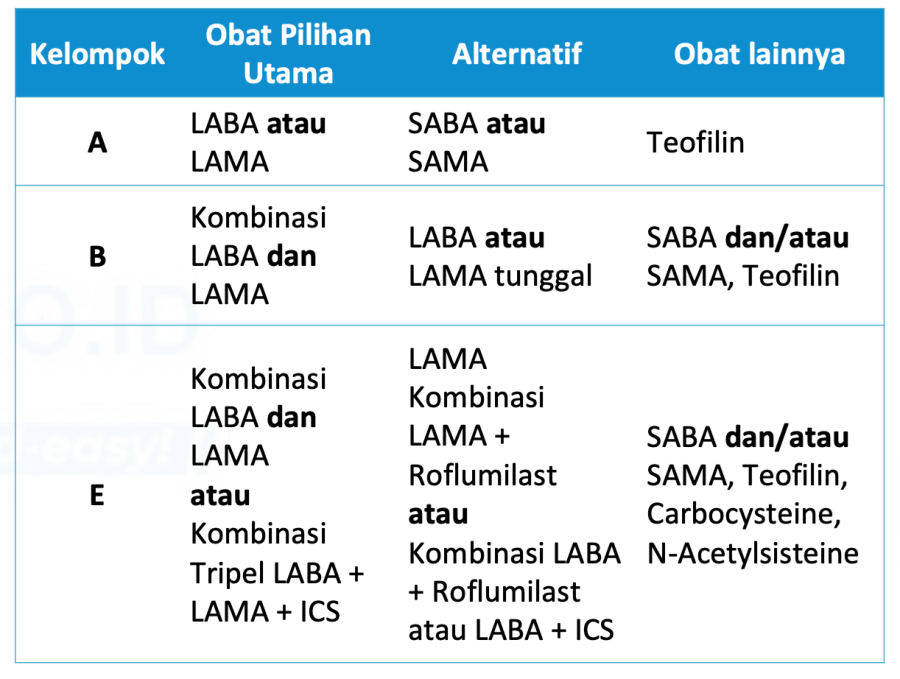 Kelompok
Obat Pilihan
Utama
Alternatif
Obat lainnya
A
LABA atau
LAMA
SABA atau
SAMA
Teofilin
B
Kombinasi
LABA dan
LAMA
LABA atau
LAMA tunggal
SABA dan/atau
SAMA, Teofilin
E
Kombinasi
LABA dan
LAMA
atau
Kombinasi
Tripel LABA +
LAMA + ICS
LAMA
Kombinasi
LAMA +
Roflumilast
atau
Kombinasi LABA
+ Roflumilast
atau LABA + ICS
SABA dan/atau
SAMA, Teofilin,
Carbocysteine,
N-Acetylsisteine
O.ID
d-easy!